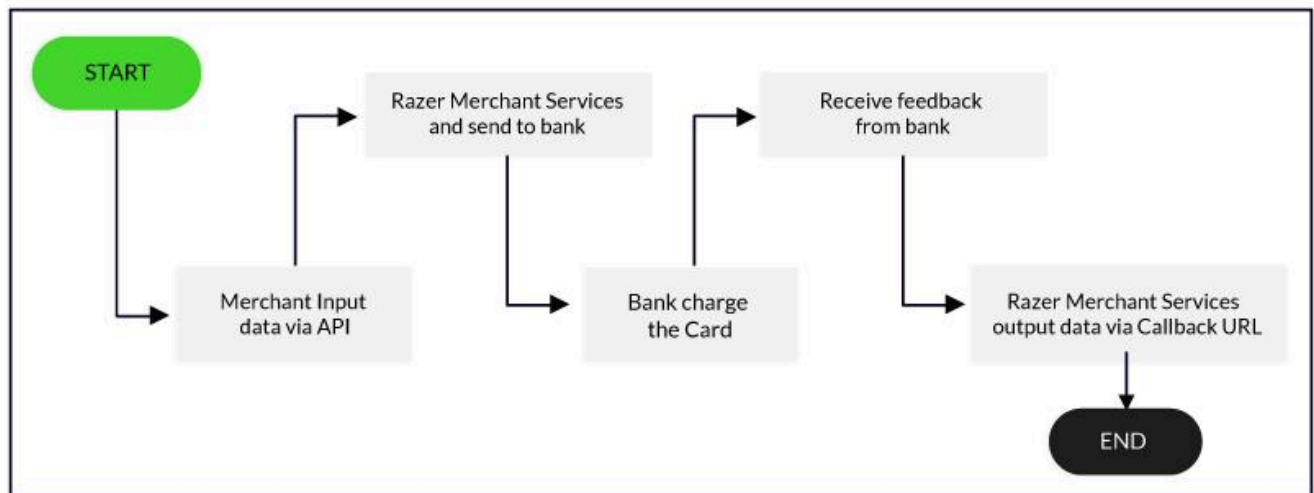 START
Merchant Input
data via API
Razer Merchant Services
and send to bank
Bank charge
the Card
Receive feedback
from bank
Razer Merchant Services
output data via Callback URL
END